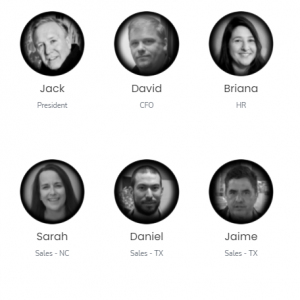 Jack
David
Briana
President
CFO
HR
Sarah
Daniel
Jaime
Sales - NC
Sales - TX
Sales - TX